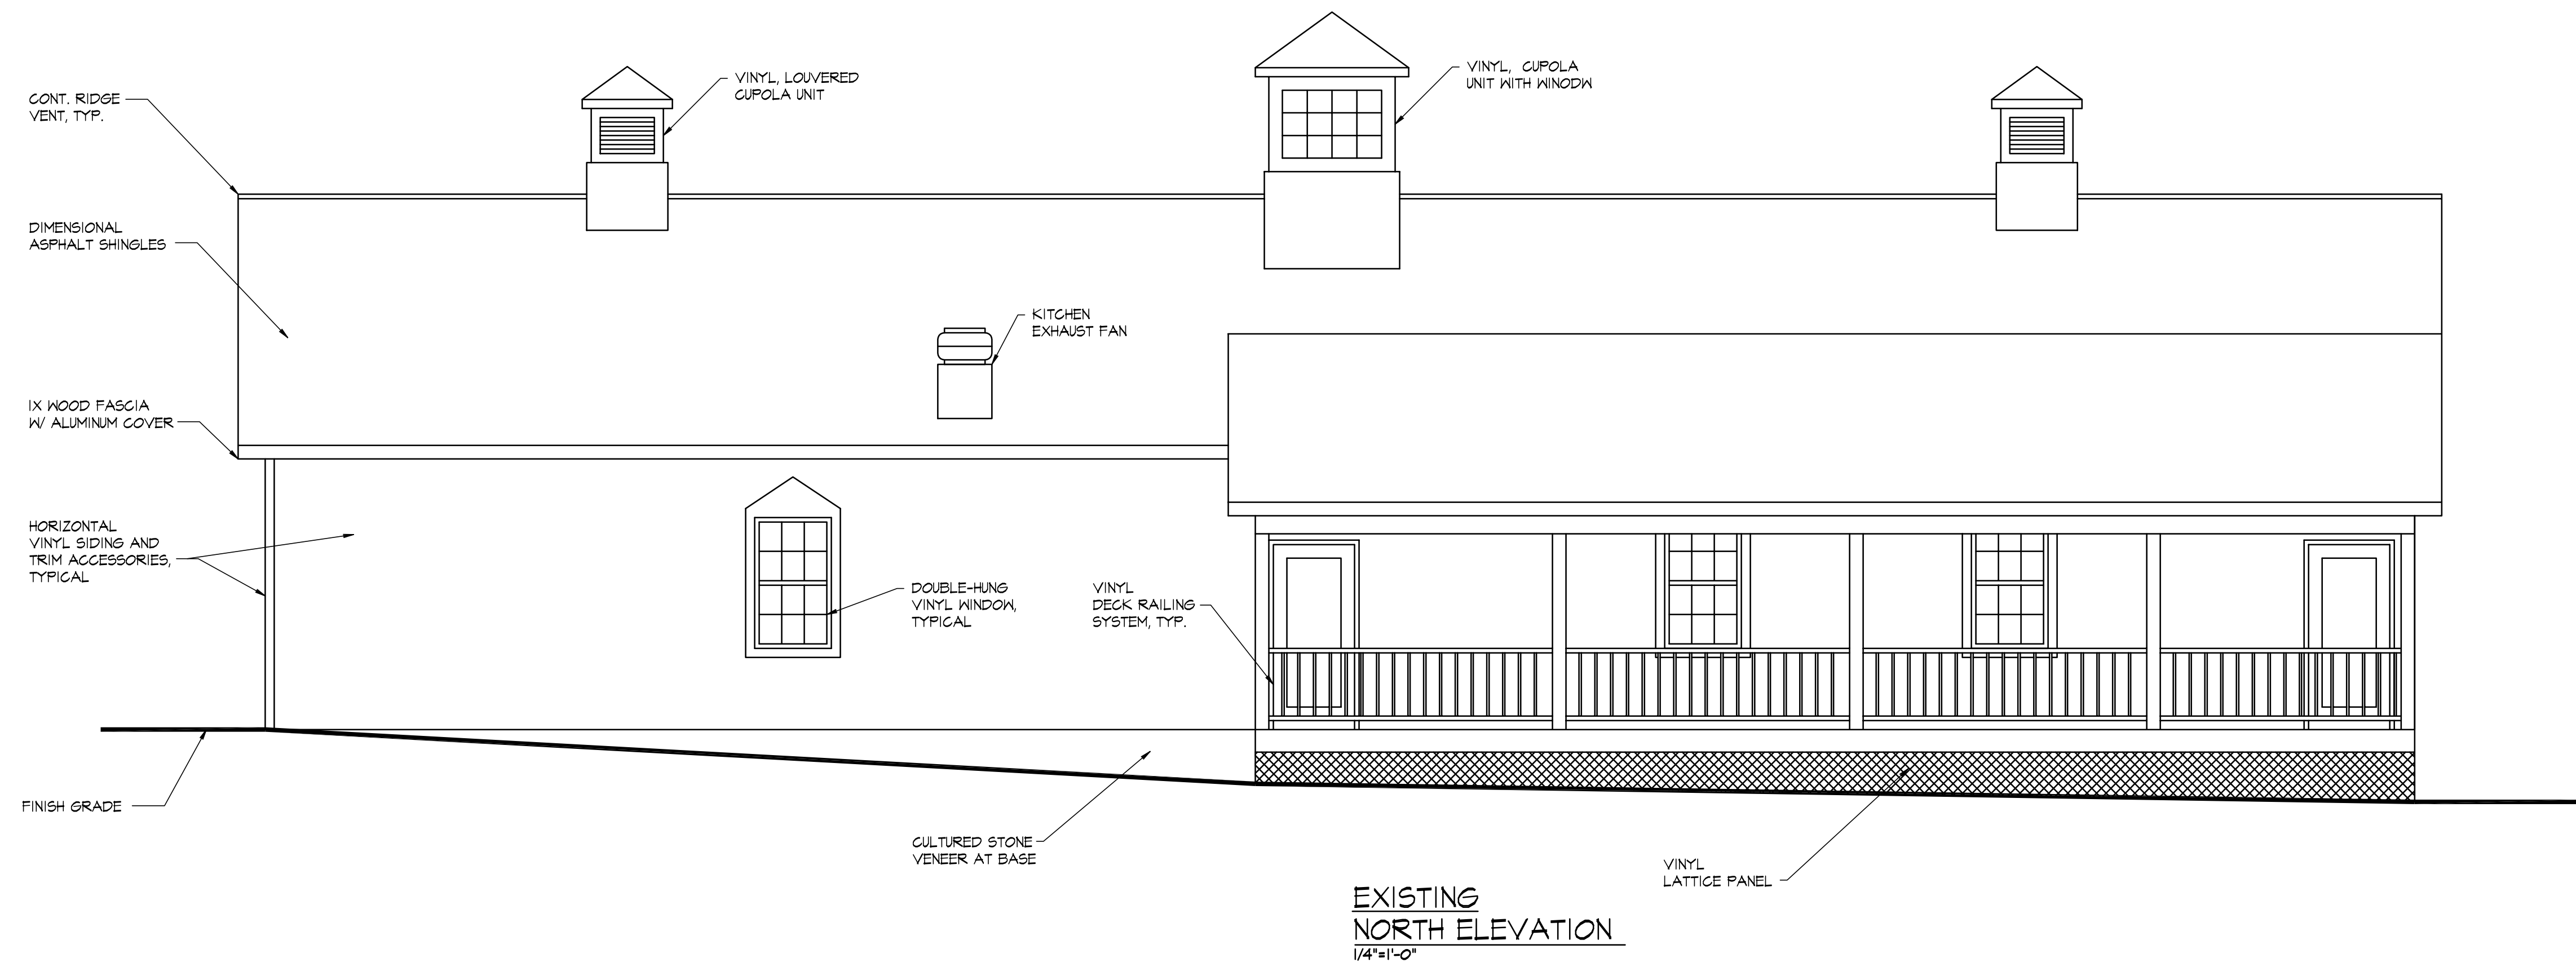 CONT. RIDGE
VENT, TYP.
VINYL, LOUVERED
CUPOLA UNIT
VINYL, CUPOLA
UNIT WITH WINODW
DIMENSIONAL
ASPHALT SHINGLES
KITCHEN
EXHAUST FAN
1X WOOD FASCIA
W/ ALUMINUM COVER
HORIZONTAL
VINYL SIDING AND
TRIM ACCESSORIES,
TYPICAL
DOUBLE-HUNG
VINYL WINDOW,
TYPICAL
VINYL
DECK RAILING
SYSTEM, TYP.
FINISH GRADE
CULTURED STONE
VENEER AT BASE
VINYL
LATTICE PANEL
EXISTING
NORTH ELEVATION
1/4"=1'-0"